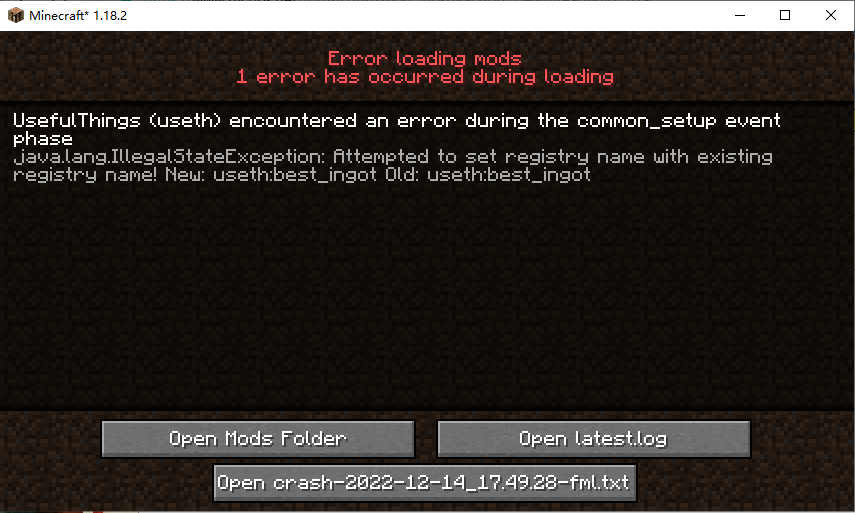 Minecraft* 1.18.2
Error loading mods
1 error has occurred during loading
UsefulThings (useth) encountered an error during the common_setup event
phase
java.lang.IllegalStateException: Attempted to set registry name with existing
registry name! New: useth:best_ingot Old: useth:best_ingot
Open Mods Folder
Open latest.log
Open crash-2022-12-14_17.49.28-fml.txt